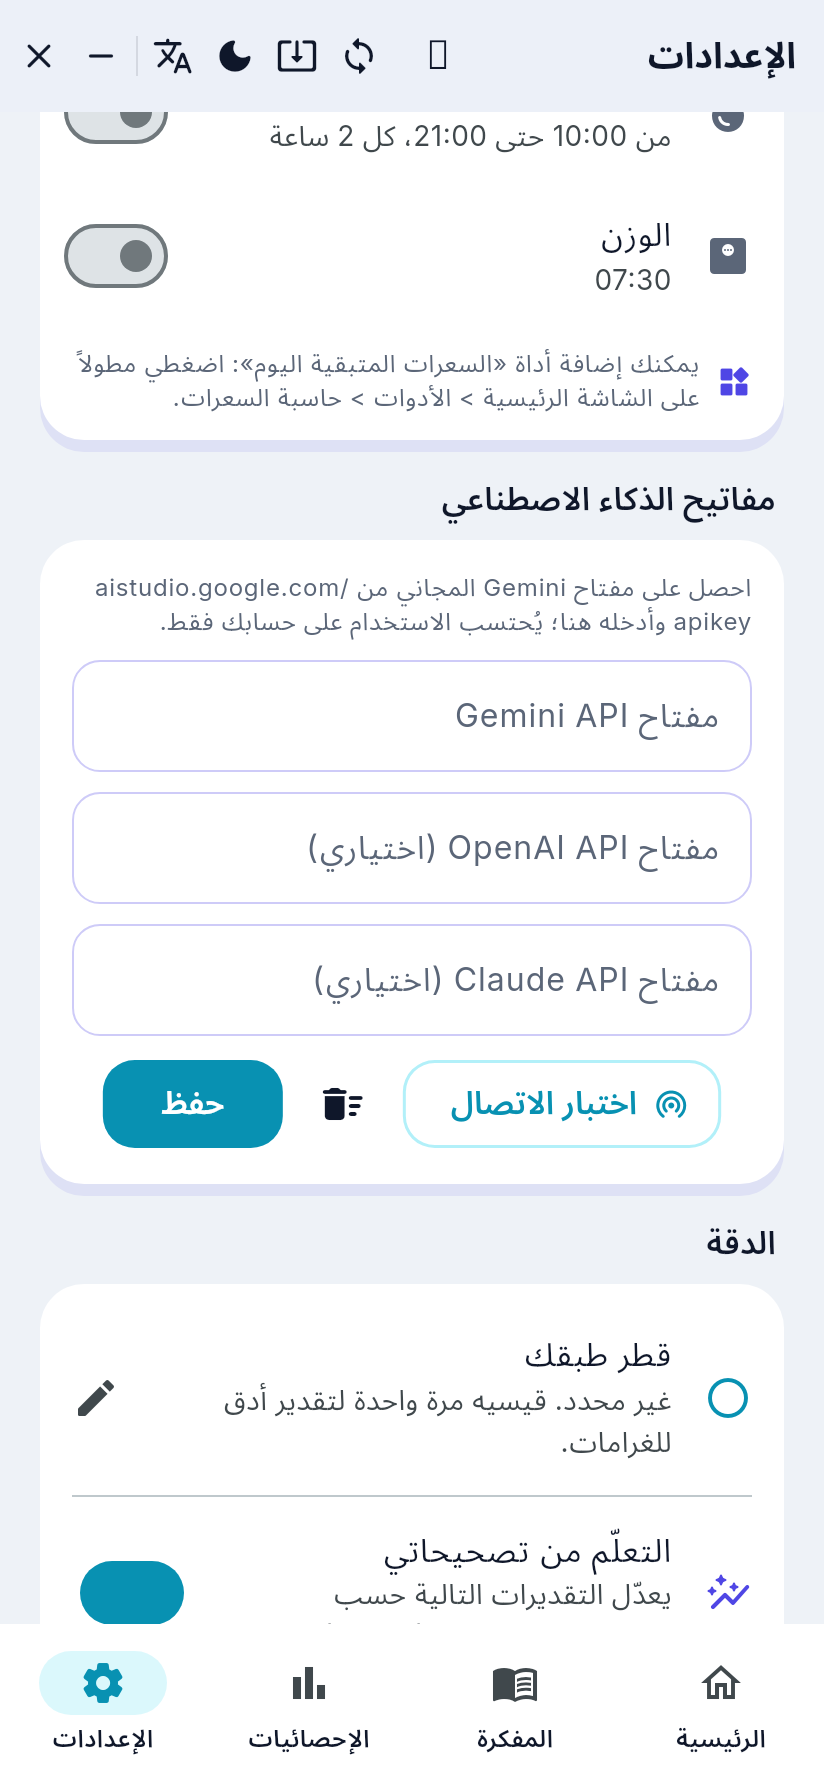 الإعدادات
من 10:00 حتى 21:00، كل 2 ساعة
الوزن
07:30
يمكنك إضافة أداة «السعرات المتبقية اليوم»: اضغطي مطولاً
على الشاشة الرئيسية > الأدوات > حاسبة السعرات.
مفاتيح الذكاء الاصطناعي
احصل على مفتاح Gemini المجاني من aistudio.google.com/
apikey وأدخله هنا؛ يُحتسب الاستخدام على حسابك فقط.
مفتاح Gemini API
مفتاح OpenAI API (اختياري)
مفتاح Claude API (اختياري)
اختبار الاتصال
حفظ
الدقة
قطر طبقك
غير محدد. قيسيه مرة واحدة لتقدير أدق
للغرامات.
التعلّم من تصحيحاتي
يعدّل التقديرات التالية حسب
الرئيسية
المفكرة
الإحصائيات
الإعدادات